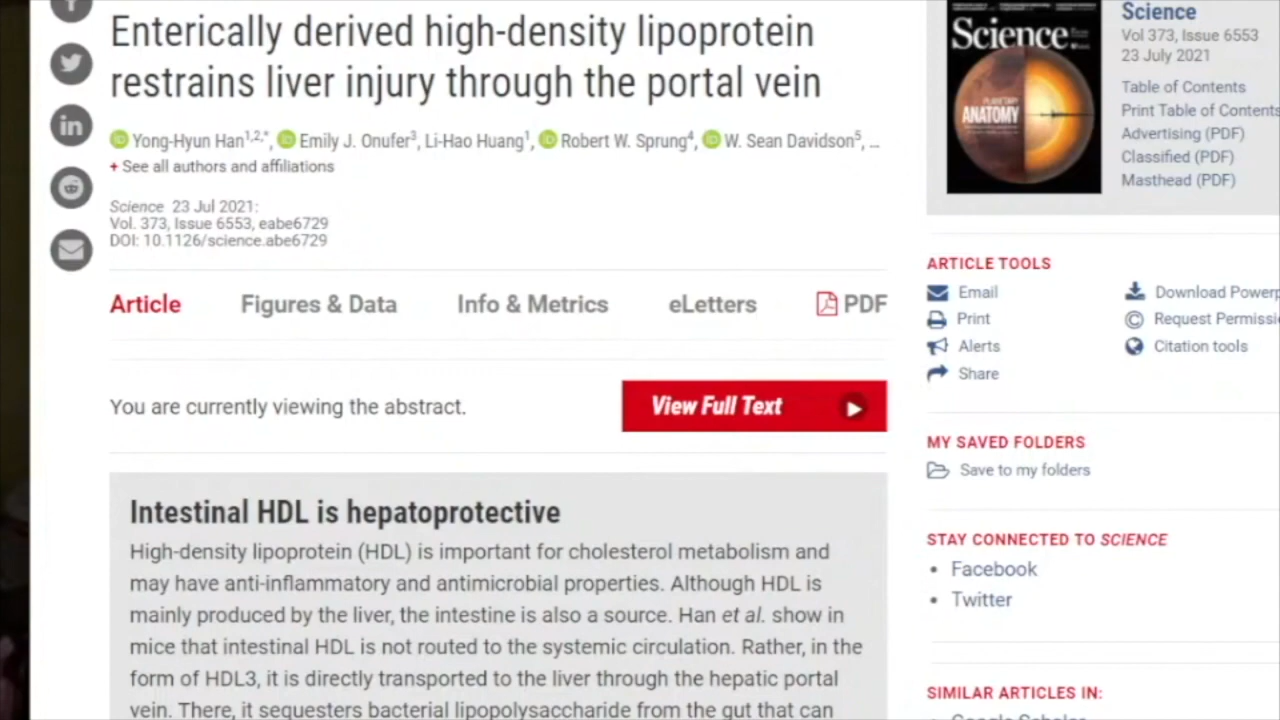 Enterically derived high-density lipoprotein
restrains liver injury through the portal vein
Yong-Hyun Han1,2,*, Emily J. Onufer3, Li-Hao Huang1, Robert W. Sprung4, W. Sean Davidson5, ...
+ See all authors and affiliations
Science 23 Jul 2021:
Vol. 373, Issue 6553, eabe6729
DOI: 10.1126/science.abe6729
Article Figures & Data Info & Metrics eLetters PDF
You are currently viewing the abstract.
View Full Text
Intestinal HDL is hepatoprotective
High-density lipoprotein (HDL) is important for cholesterol metabolism and
may have anti-inflammatory and antimicrobial properties. Although HDL is
mainly produced by the liver, the intestine is also a source. Han et al. show in
mice that intestinal HDL is not routed to the systemic circulation. Rather, in the
form of HDL3, it is directly transported to the liver through the hepatic portal
vein. There, it sequesters bacterial lipopolysaccharide from the gut that can
Science
PLANETARY
ANATOMY
Science
Vol 373, Issue 6553
23 July 2021
Table of Contents
Print Table of Contents
Advertising (PDF)
Classified (PDF)
Masthead (PDF)
ARTICLE TOOLS
Email
Print
Alerts
Share
Download Powerp
Request Permissi
Citation tools
MY SAVED FOLDERS
Save to my folders
STAY CONNECTED TO SCIENCE
Facebook
Twitter
SIMILAR ARTICLES IN: